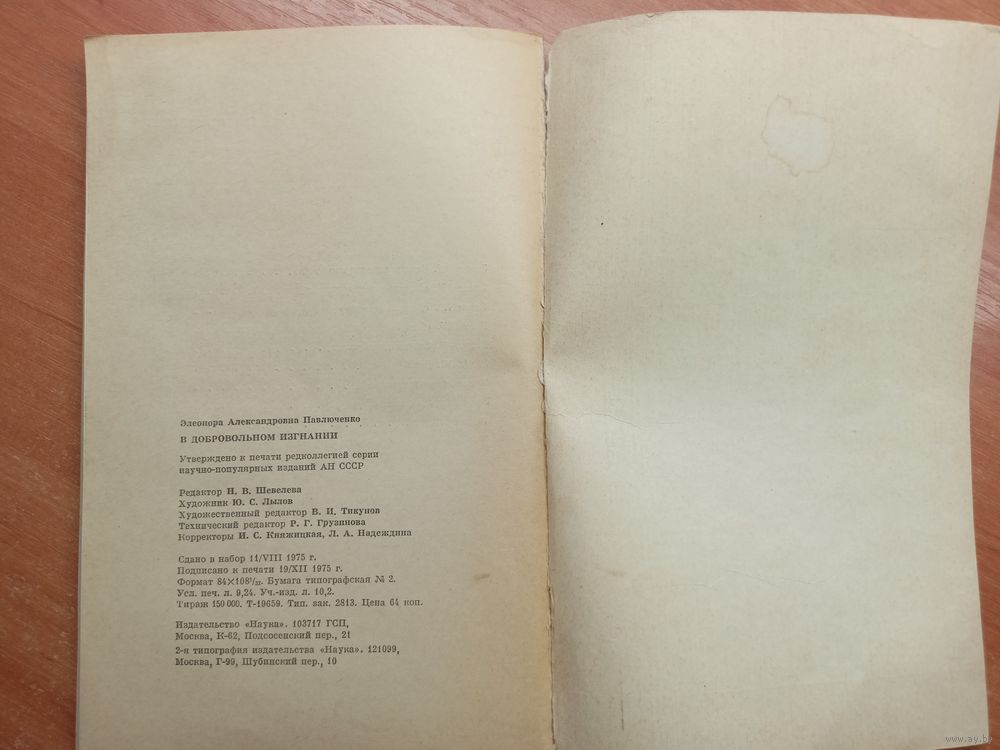 Элеонора Александровна Павлюченко
В ДОБРОВОЛЬНОМ ИЗГНАНИИ
Утверждено к печати редколлегией серии
научно-популярных изданий АН СССР
Редактор Н. В. Шевелева
Художник Ю. С. Лылов
Художественный редактор В. И. Тикунов
Технический редактор Р. Г. Грузинова
Корректоры И. С. Княжицкая, Л. А. Надеждина
Сдано в набор 11/VIII 1975 г.
Подписано к печати 19/XII 1975 г.
Формат 84×108¹/₃₂. Бумага типографская № 2.
Усл. печ. л. 9,24. Уч.-изд. л. 10,2.
Тираж 150 000. Т-19659. Тип. зак. 2813. Цена 64 коп.
Издательство «Наука». 103717 ГСП,
Москва, К-62, Подсосенский пер., 21
2-я типография издательства «Наука». 121099,
Москва, Г-99, Шубинский пер., 10
www.ay.by